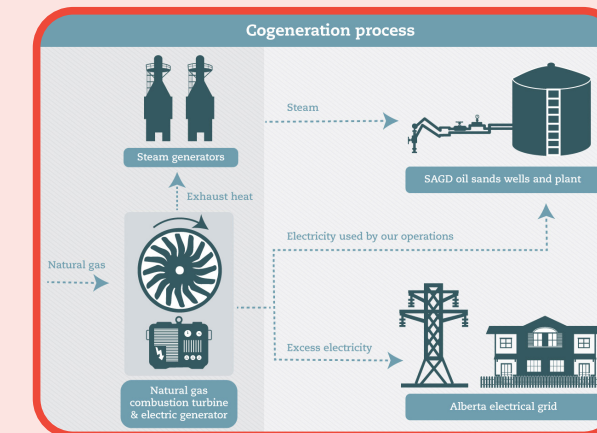 Cogeneration process
Steam generators
Exhaust heat
Natural gas
Natural gas
combustion turbine
& electric generator
Steam
SAGD oil sands wells and plant
Electricity used by our operations
Excess electricity
Alberta electrical grid